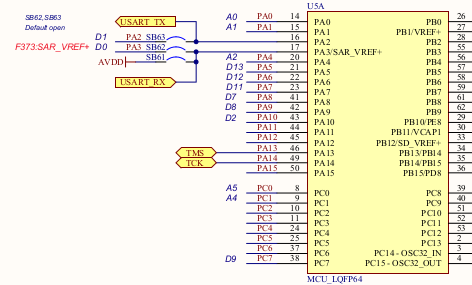 U5A
SB62,SB63
Default open
USART_TX
D1 PA2 SB63
F373:SAR_VREF+ D0 PA3 SB62
AVDD SB61
USART_RX
A0 PA0 14 PA0 PB0 26
A1 PA1 15 PA1 PB1/VREF+ 27
16 PA2 PB2 28
17 PA3/SAR_VREF+ PB3 55
A2 PA4 20 PA4 PB4 56
D13 PA5 21 PA5 PB5 57
D12 PA6 22 PA6 PB6 58
D11 PA7 23 PA7 PB7 59
D7 PA8 41 PA8 PB8 61
D8 PA9 42 PA9 PB9 62
D2 PA10 43 PA10 PB10/PE8 29
PA11 44 PA11 PB11/VCAP1 30
PA12 45 PA12 PB12/SD_VREF+ 33
TMS PA13 46 PA13 PB13/PB14 34
TCK PA14 49 PA14 PB14/PB15 35
PA15 50 PA15 PB15/PD8 36
A5 PC0 8 PC0 PC8 39
A4 PC1 9 PC1 PC9 40
PC2 10 PC2 PC10 51
PC3 11 PC3 PC11 52
PC4 24 PC4 PC12 53
PC5 25 PC5 PC13 2
PC6 37 PC6 PC14 - OSC32_IN 3
D9 PC7 38 PC7 PC15 - OSC32_OUT 4
MCU_LQFP64